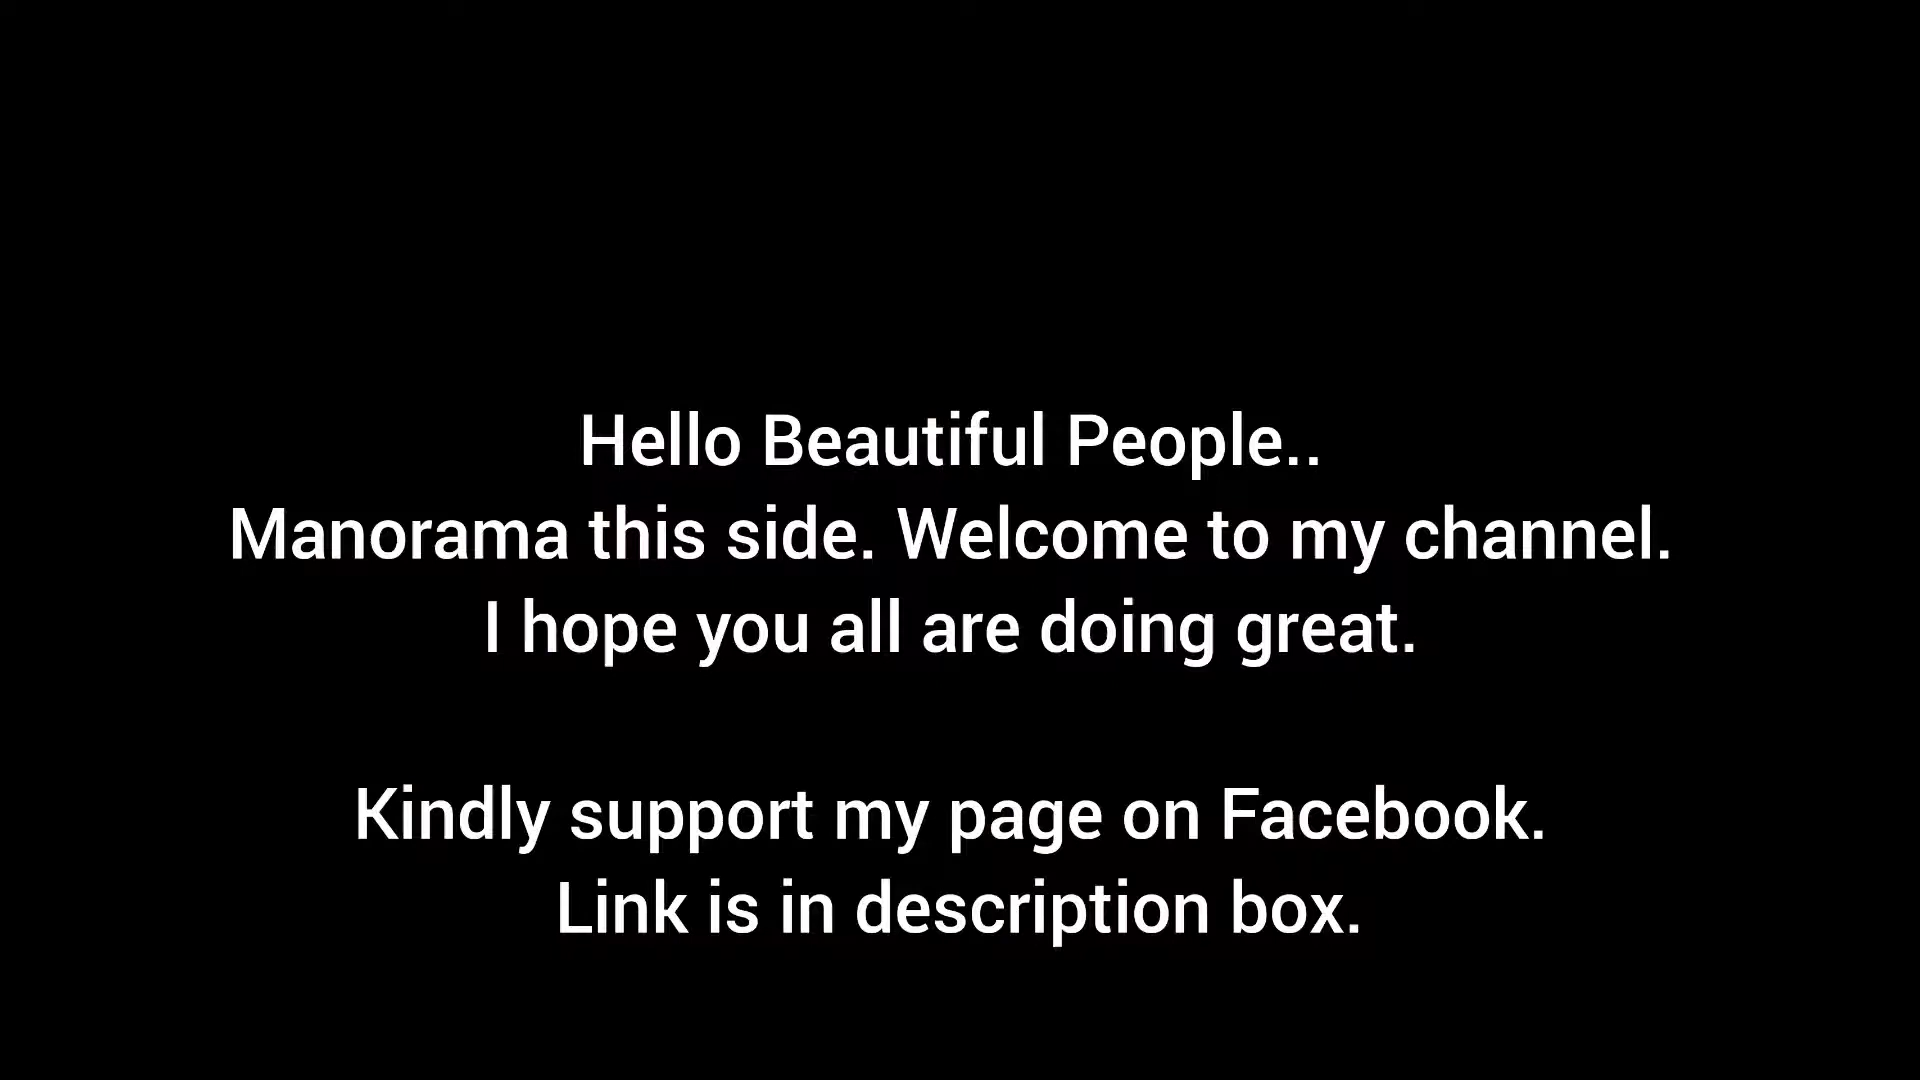 Hello Beautiful People..
Manorama this side. Welcome to my channel.
I hope you all are doing great.
Kindly support my page on Facebook.
Link is in description box.